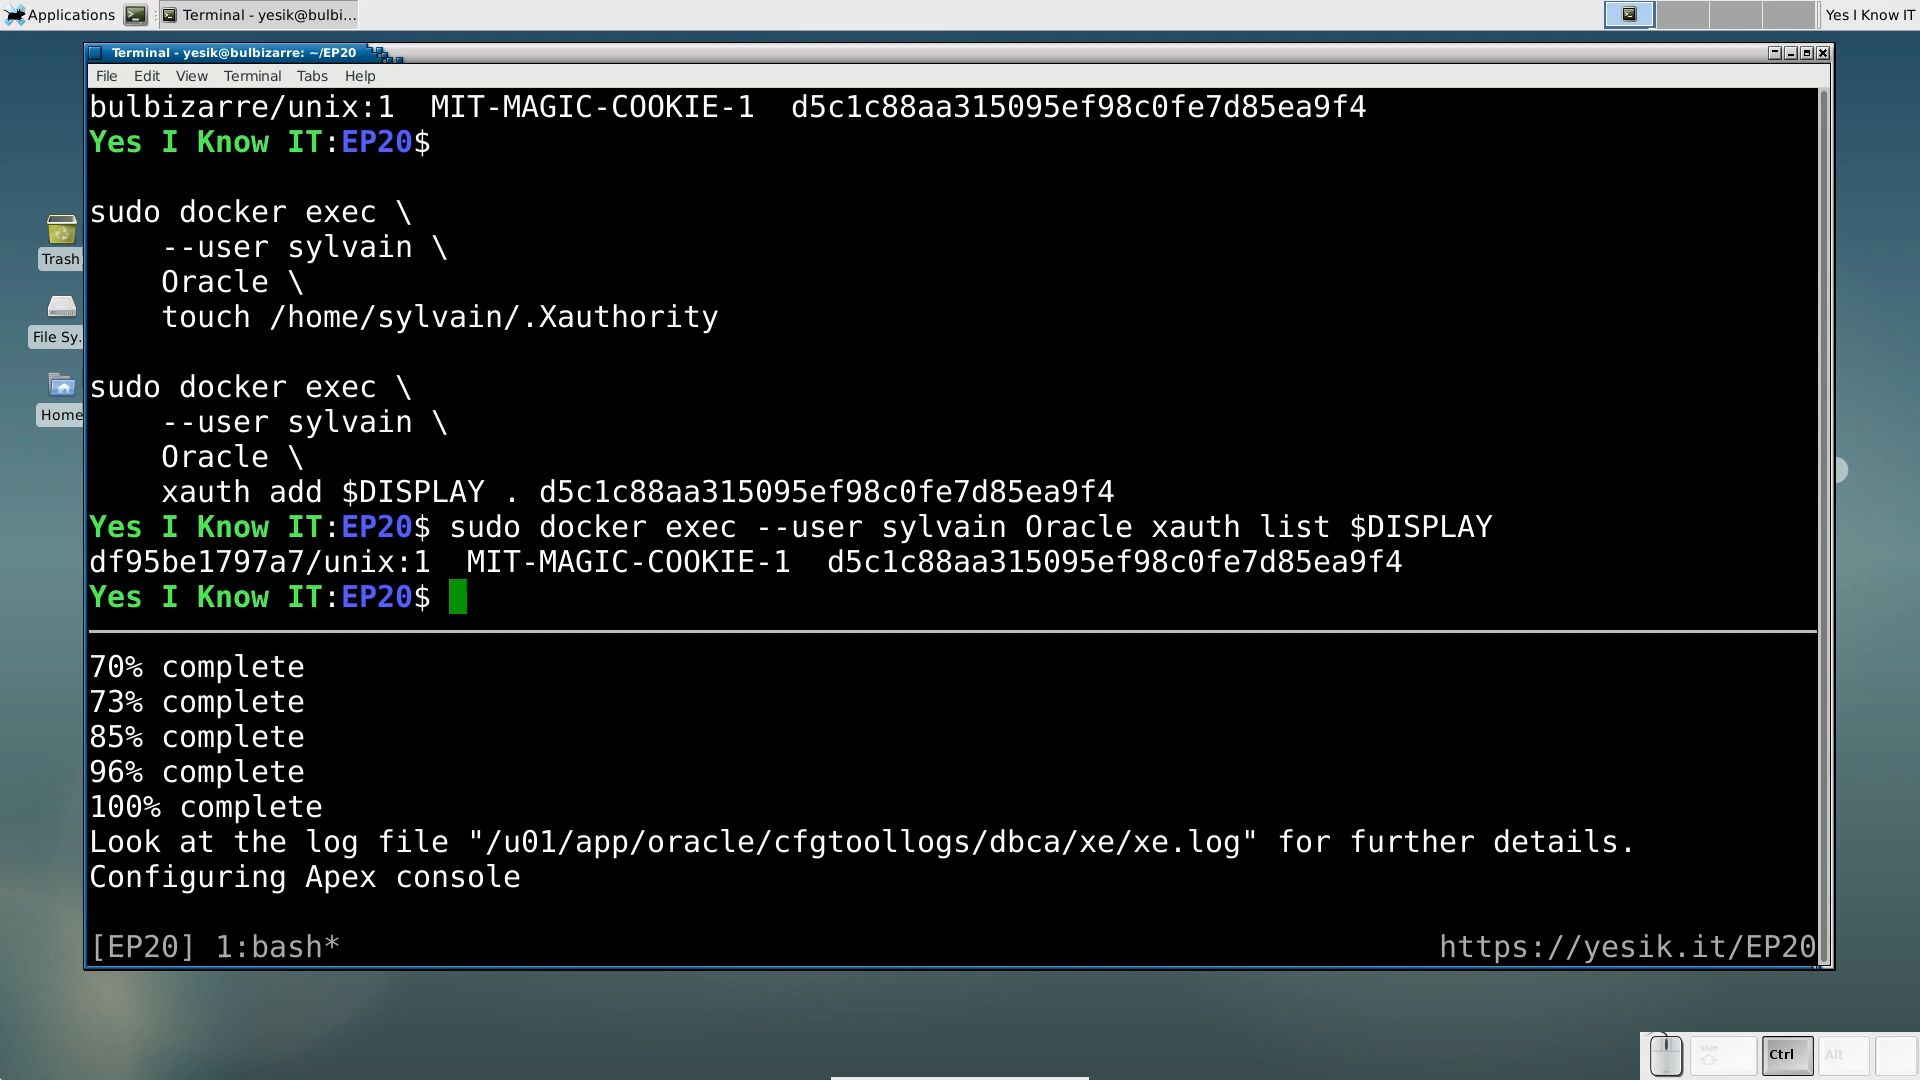 Applications
Terminal - yesik@bulbi...
Yes I Know IT
Terminal - yesik@bulbizarre: ~/EP20
File Edit View Terminal Tabs Help
bulbizarre/unix:1  MIT-MAGIC-COOKIE-1  d5c1c88aa315095ef98c0fe7d85ea9f4
Yes I Know IT:EP20$
sudo docker exec \
    --user sylvain \
    Oracle \
    touch /home/sylvain/.Xauthority
sudo docker exec \
    --user sylvain \
    Oracle \
    xauth add $DISPLAY . d5c1c88aa315095ef98c0fe7d85ea9f4
Yes I Know IT:EP20$ sudo docker exec --user sylvain Oracle xauth list $DISPLAY
df95be1797a7/unix:1  MIT-MAGIC-COOKIE-1  d5c1c88aa315095ef98c0fe7d85ea9f4
Yes I Know IT:EP20$
70% complete
73% complete
85% complete
96% complete
100% complete
Look at the log file "/u01/app/oracle/cfgtoollogs/dbca/xe/xe.log" for further details.
Configuring Apex console
[EP20] 1:bash*
https://yesik.it/EP20
Trash
File Sy.
Home
Shift
Ctrl
Alt